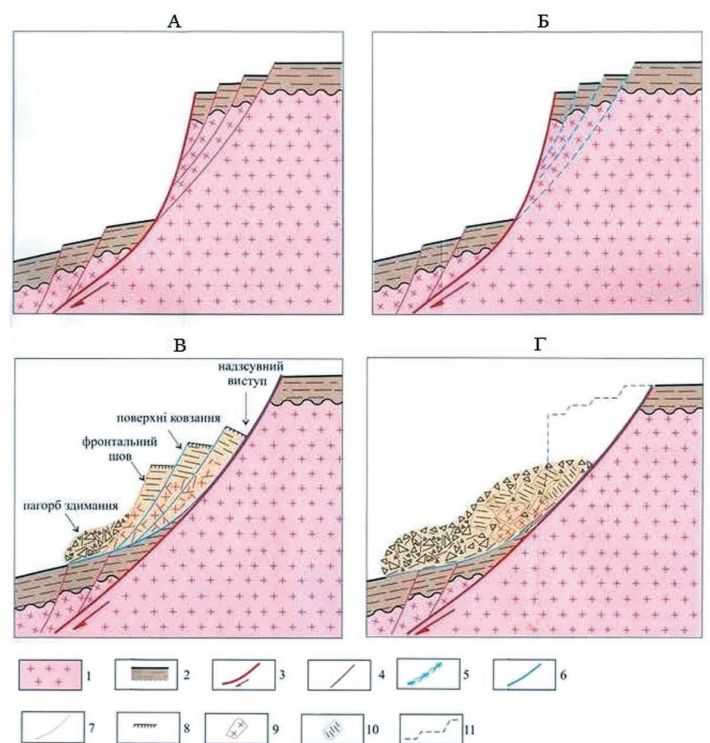 А
Б
В
Г
надзсувний
виступ
поверхні ковзання
фронтальний
шов
пагорб здимання
1
2
3
4
5
6
7
8
9
10
11